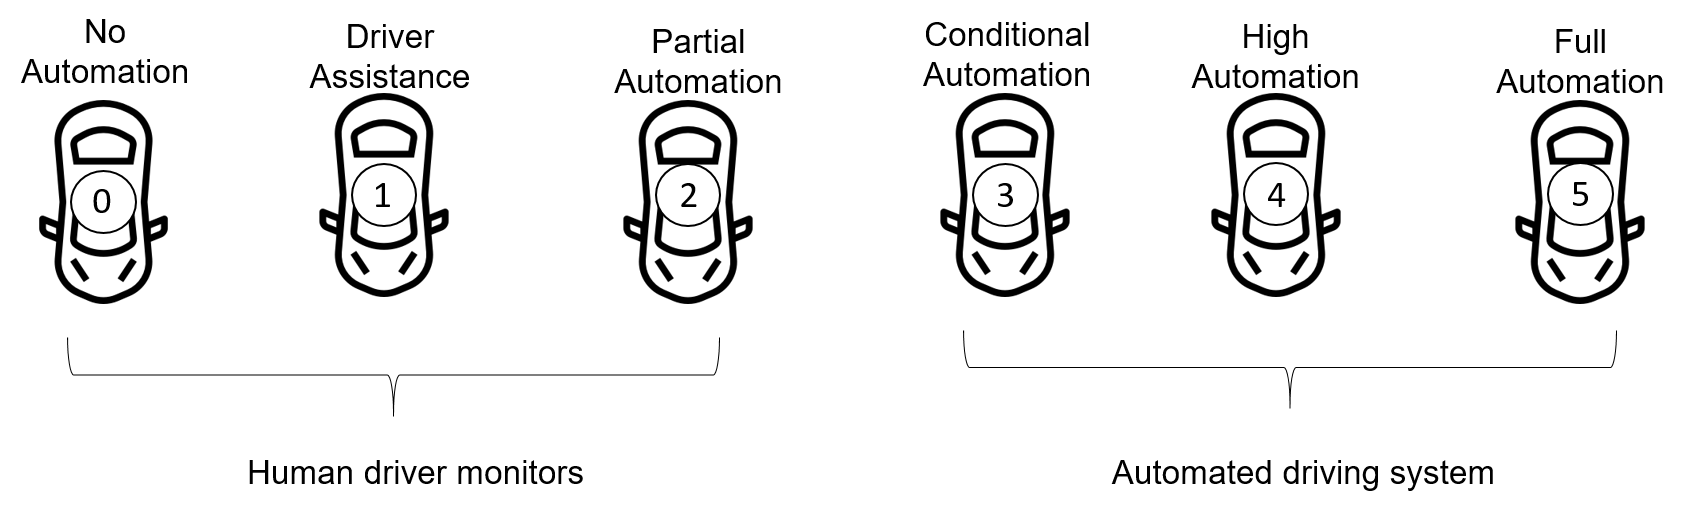 No
Automation
Driver
Assistance
Partial
Automation
Conditional
Automation
High
Automation
Full
Automation
0
1
2
3
4
5
Human driver monitors
Automated driving system